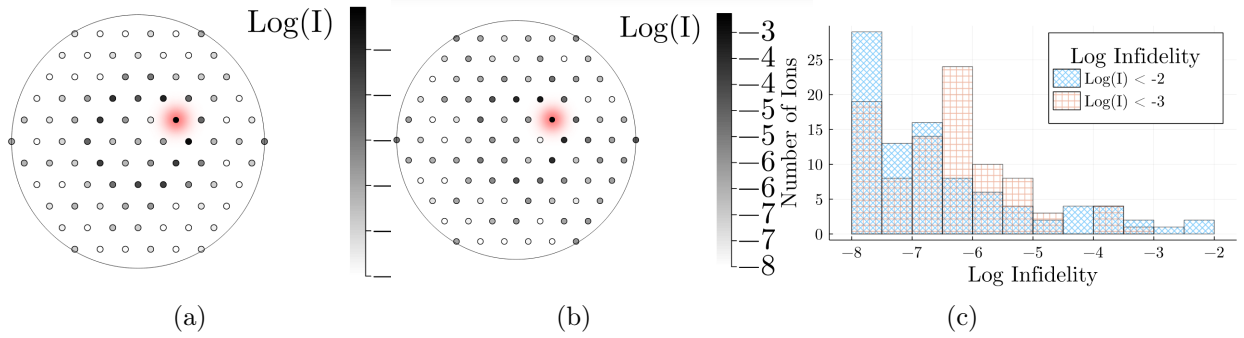 Log(I)
Log(I)
−3
−4
−4
−5
−5
−6
−6
−7
−7
−8
Number of Ions
25
20
15
10
5
0
Log Infidelity
Log(I) < -2
Log(I) < -3
−8
−7
−6
−5
−4
−3
−2
Log Infidelity
(a)
(b)
(c)